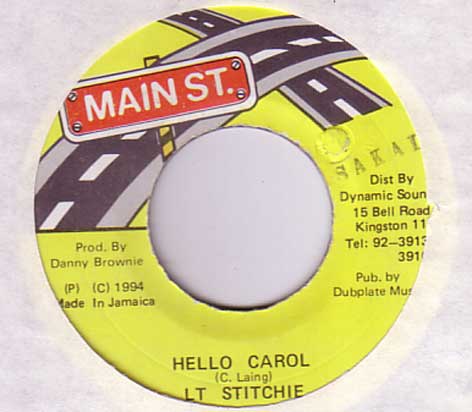 MAIN ST.
SAKAI
Dist By
Dynamic Soun
15 Bell Road
Kingston 11
Tel: 92-3913
391
Prod. By
Danny Brownie
(P) (C) 1994
Made In Jamaica
Pub. by
Dubplate Mus
HELLO CAROL
(C. Laing)
LT STITCHIE